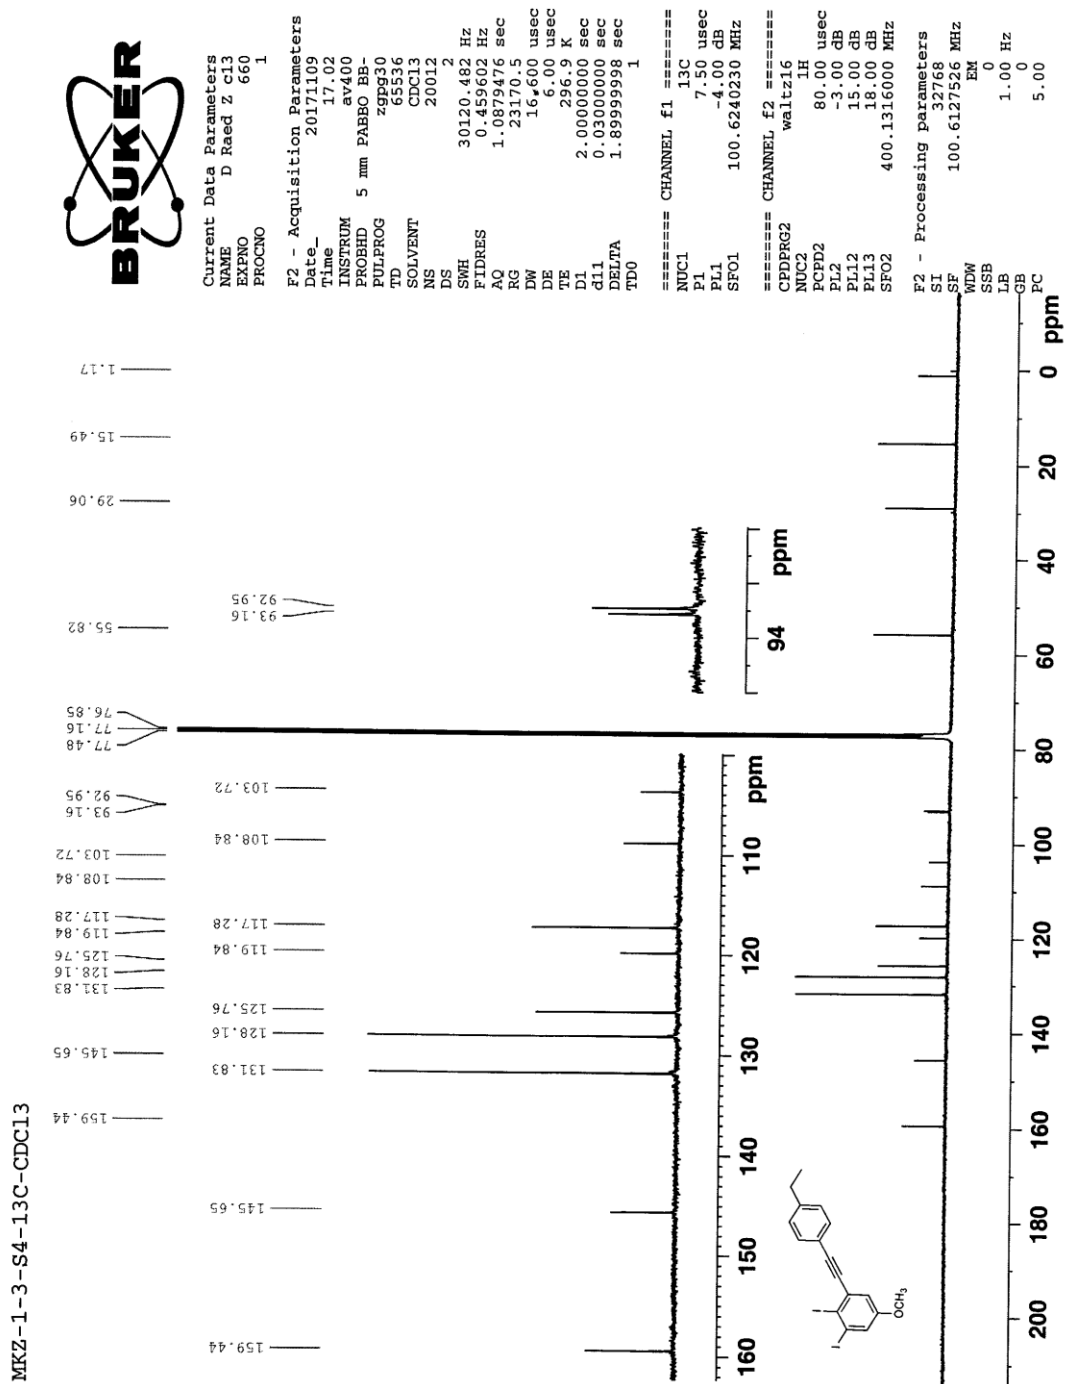 MKZ-1-3-S4-13C-CDCl3
159.44
145.65
131.83
128.16
125.76
119.84
117.28
108.84
103.72
93.16
92.95
77.48
77.16
76.85
55.82
29.06
15.49
1.17
159.44
145.65
131.83
128.16
125.76
119.84
117.28
108.84
103.72
93.16
92.95
160 150 140 130 120 110 ppm
94 ppm
OCH3
I
I
200 180 160 140 120 100 80 60 40 20 0 ppm
BRUKER
Current Data Parameters
NAME D Raed Z c13
EXPNO 660
PROCNO 1
F2 - Acquisition Parameters
Date_ 20171109
Time 17.02
INSTRUM av400
PROBHD 5 mm PABBO BB-
PULPROG zgpg30
TD 65536
SOLVENT CDCl3
NS 20012
DS 2
SWH 30120.482 Hz
FIDRES 0.459602 Hz
AQ 1.0879476 sec
RG 23170.5
DW 16.600 usec
DE 6.00 usec
TE 296.9 K
D1 2.00000000 sec
d11 0.03000000 sec
DELTA 1.89999998 sec
TD0 1
======== CHANNEL f1 ========
NUC1 13C
P1 7.50 usec
PL1 -4.00 dB
SFO1 100.6240230 MHz
======== CHANNEL f2 ========
CPDPRG2 waltz16
NUC2 1H
PCPD2 80.00 usec
PL2 -3.00 dB
PL12 15.00 dB
PL13 18.00 dB
SFO2 400.1316000 MHz
F2 - Processing parameters
SI 32768
SF 100.6127526 MHz
WDW EM
SSB 0
LB 1.00 Hz
GB 0
PC 5.00